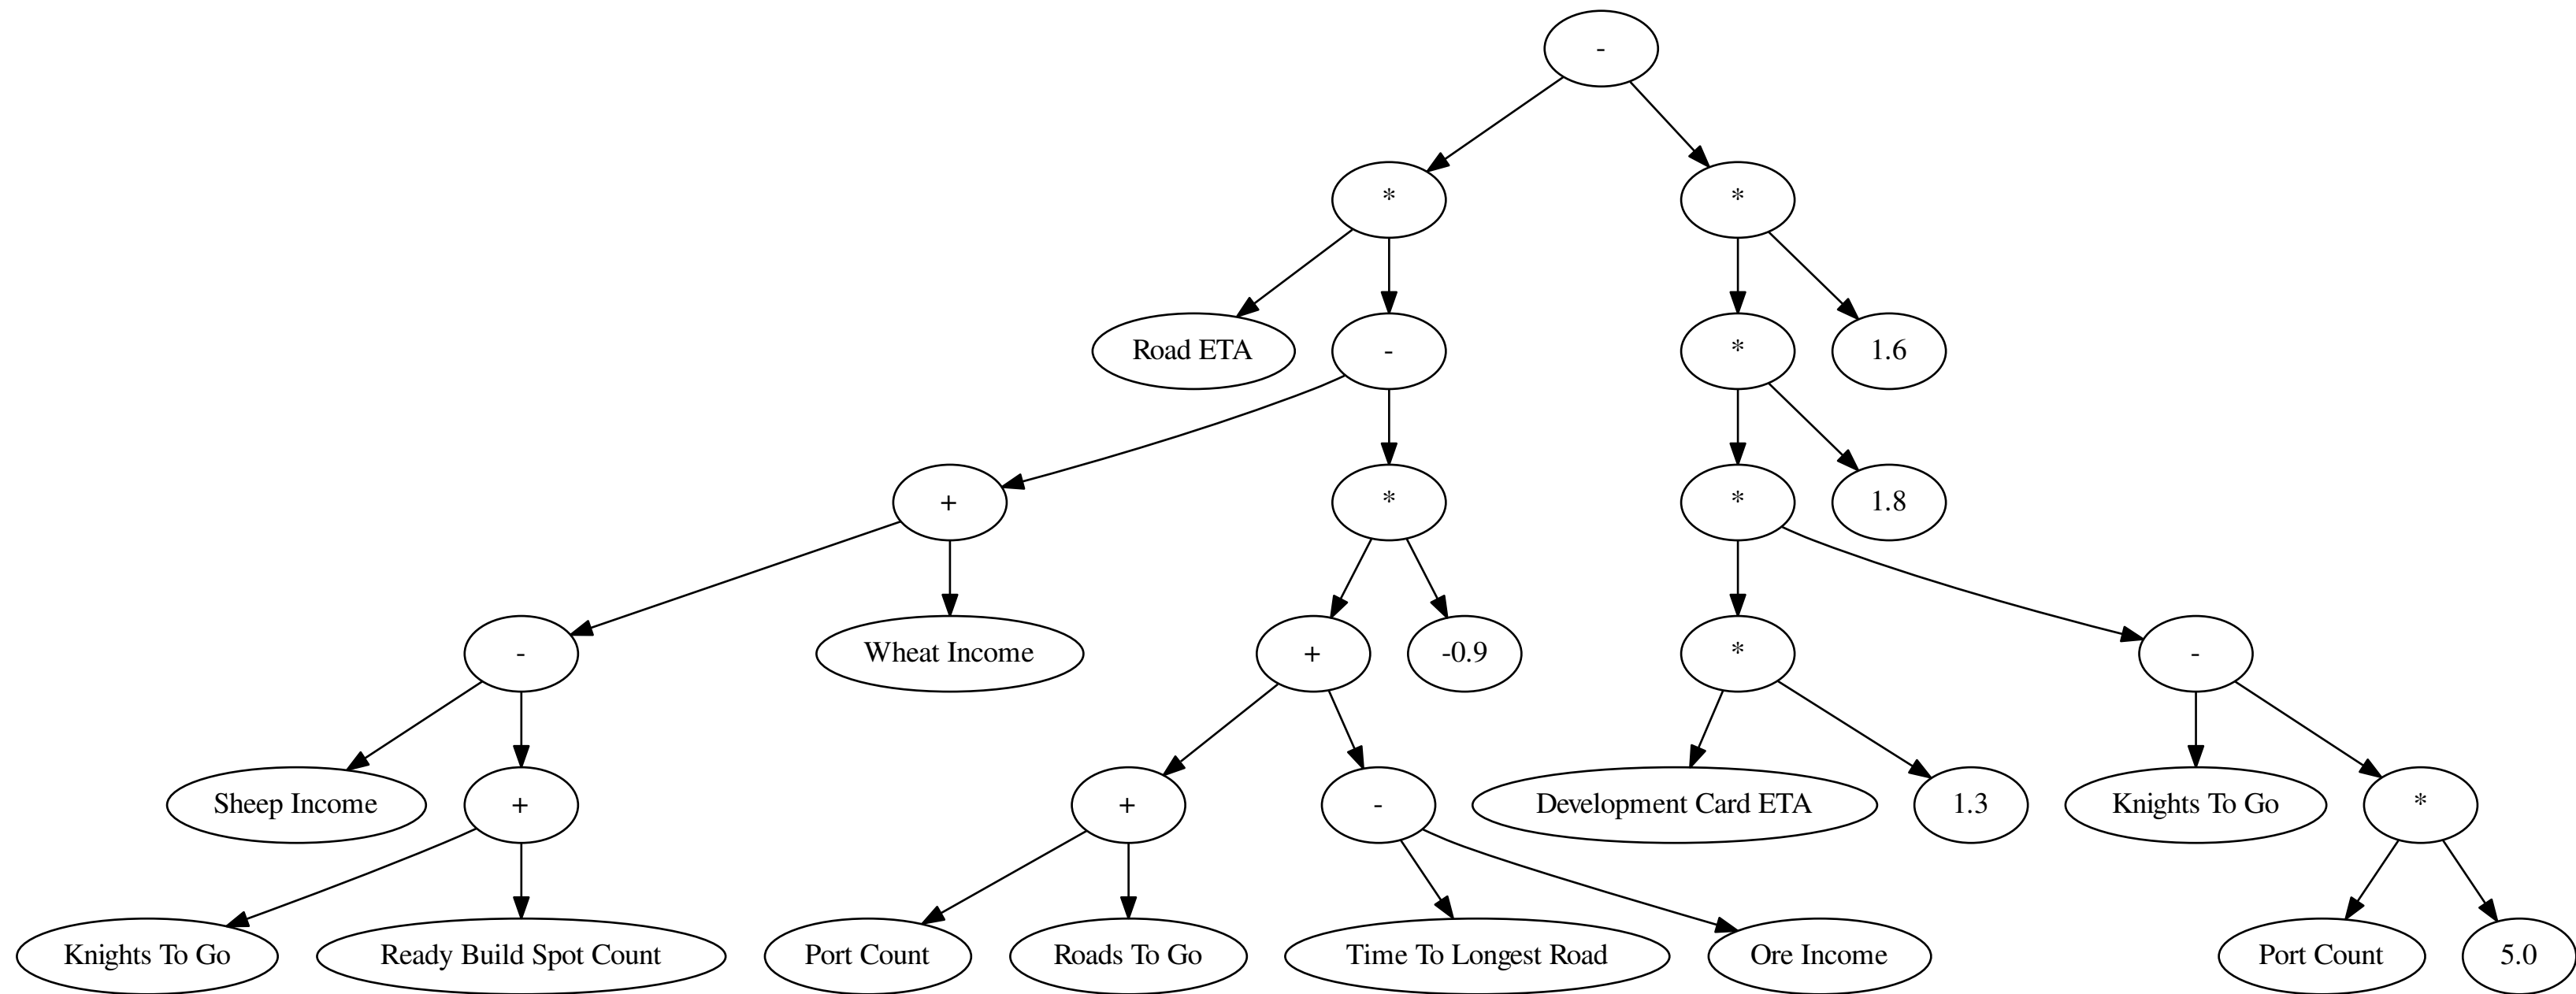 -
*
*
Road ETA
-
*
1.6
+
*
*
1.8
-
Wheat Income
+
-0.9
*
-
Sheep Income
+
+
-
Development Card ETA
1.3
Knights To Go
*
Knights To Go
Ready Build Spot Count
Port Count
Roads To Go
Time To Longest Road
Ore Income
Port Count
5.0